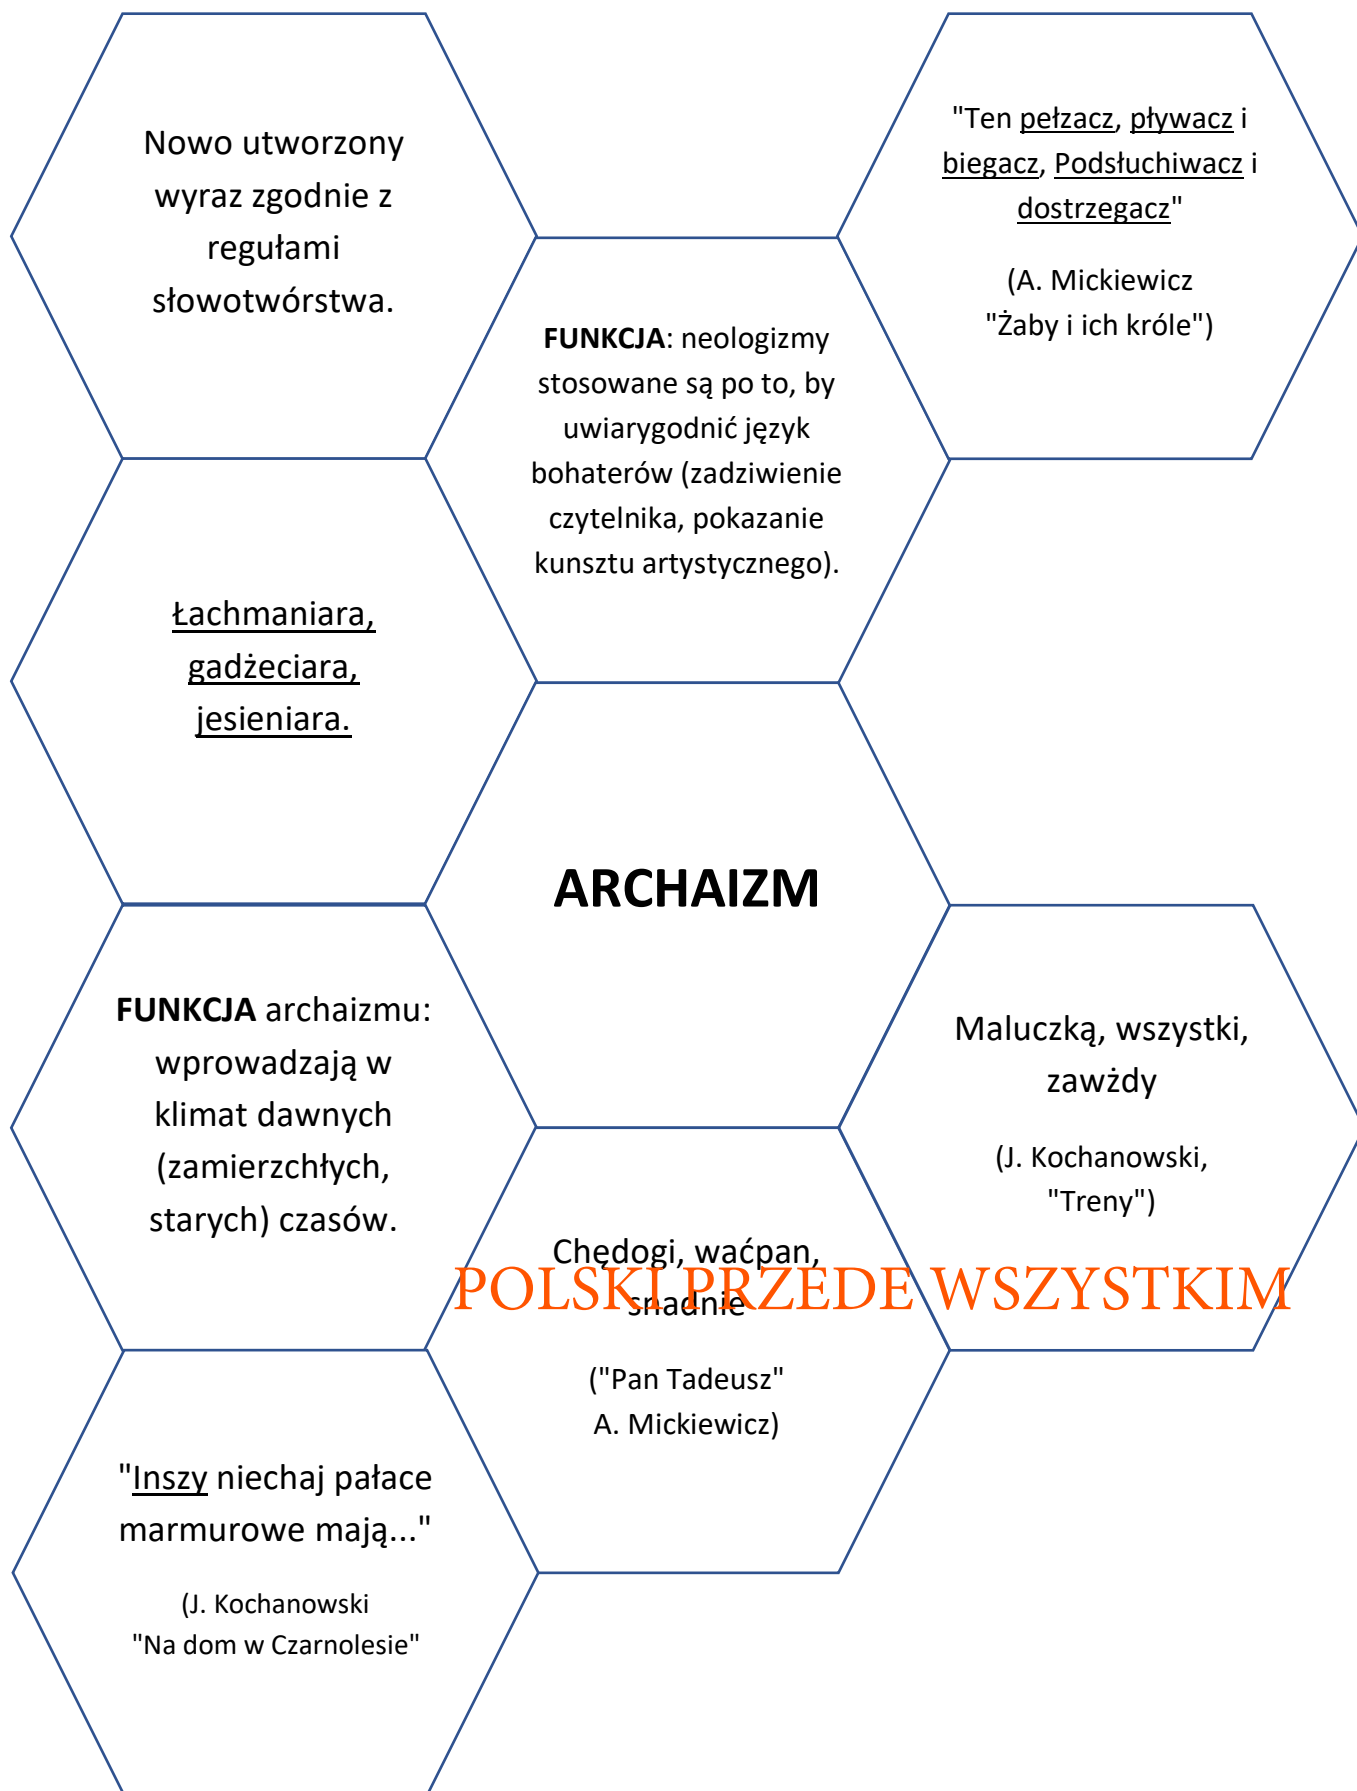 Nowo utworzony
wyraz zgodnie z
regułami
słowotwórstwa.
"Ten pełzacz, pływacz i
biegacz, Podsłuchiwacz i
dostrzegacz"
(A. Mickiewicz
"Żaby i ich króle")
FUNKCJA: neologizmy
stosowane są po to, by
uwiarygodnić język
bohaterów (zadziwienie
czytelnika, pokazanie
kunsztu artystycznego).
Łachmaniara,
gadżeciara,
jesieniara.
ARCHAIZM
FUNKCJA archaizmu:
wprowadzają w
klimat dawnych
(zamierzchłych,
starych) czasów.
Maluczką, wszystki,
zawżdy
(J. Kochanowski,
"Treny")
Chędogi, waćpan,
snadnie
("Pan Tadeusz"
A. Mickiewicz)
POLSKI PRZEDE WSZYSTKIM
"Inszy niechaj pałace
marmurowe mają..."
(J. Kochanowski
"Na dom w Czarnolesie"